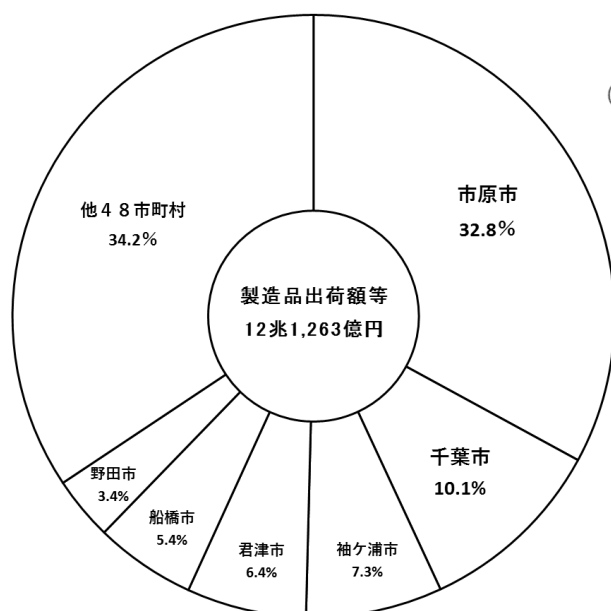 市原市
32.8%
千葉市
10.1%
袖ケ浦市
7.3%
君津市
6.4%
船橋市
5.4%
野田市
3.4%
他４８市町村
34.2%
製造品出荷額等
12兆1,263億円